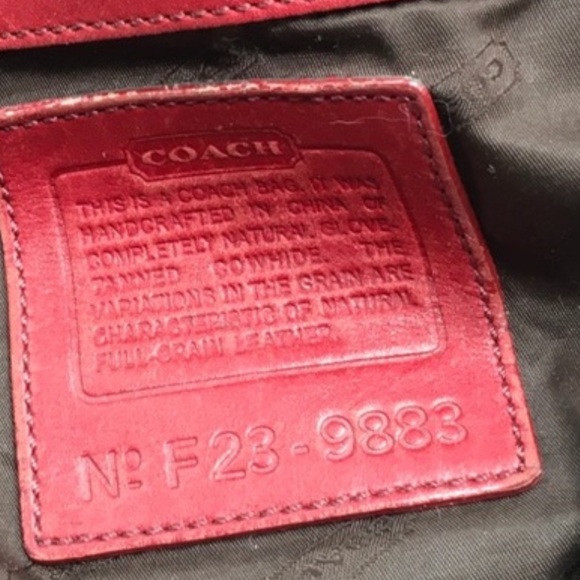 COACH
THIS IS A COACH BAG. IT WAS
HANDCRAFTED IN CHINA OF
COMPLETELY NATURAL GLOVE
TANNED COWHIDE. THE
VARIATIONS IN THE GRAIN ARE
CHARACTERISTIC OF NATURAL
FULL-GRAIN LEATHER.
Nº F23-9883